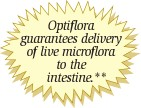 Optiflora
guarantees delivery
of live microflora
to the
intestine.**